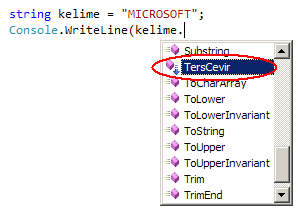 string kelime = "MICROSOFT";
Console.WriteLine(kelime.
Substring
TersCevir
ToCharArray
ToLower
ToLowerInvariant
ToString
ToUpper
ToUpperInvariant
Trim
TrimEnd